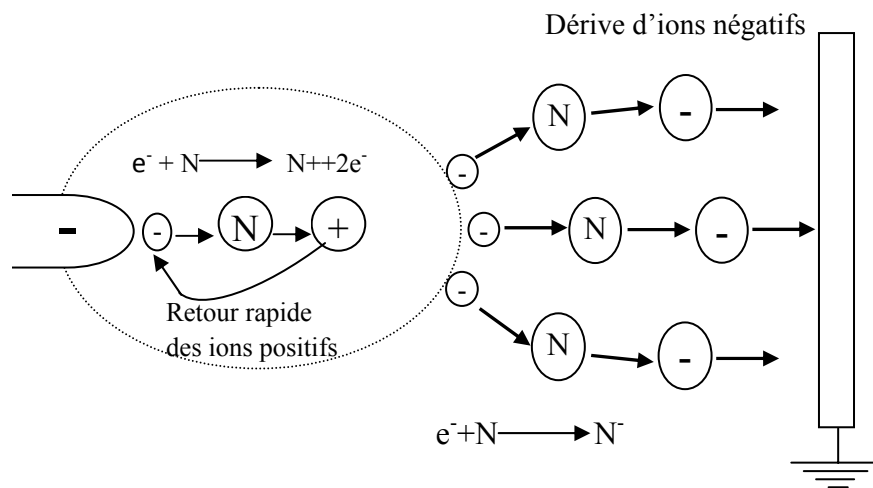 Dérive d'ions négatifs
e⁻ + N → N++2e⁻
- - N +
- N -
- N -
- N -
Retour rapide
des ions positifs
e⁻+N → N⁻